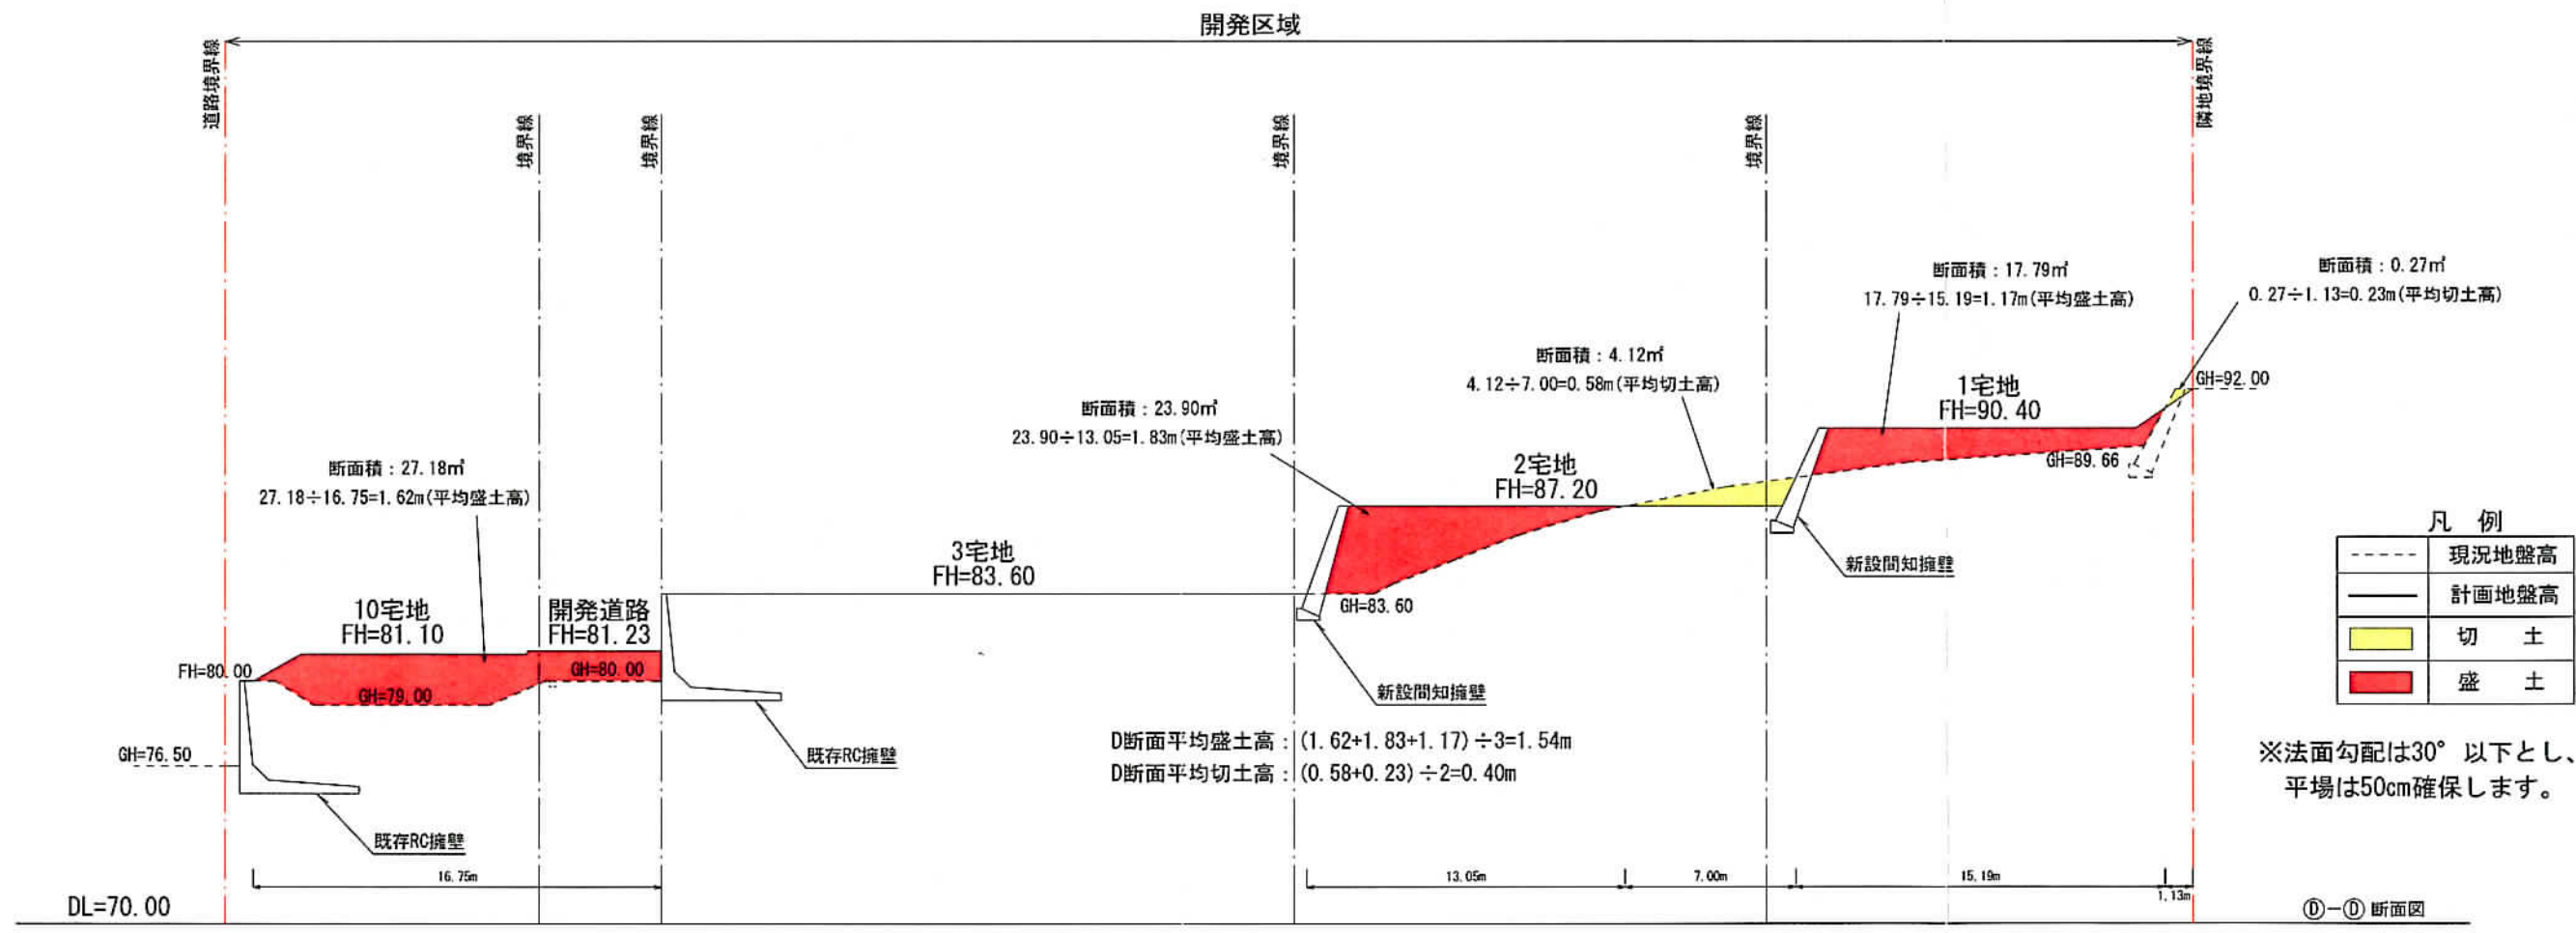 開発区域
道路境界線
境界線
境界線
境界線
境界線
隣地境界線
断面積：27.18㎡
27.18÷16.75=1.62m(平均盛土高)
断面積：23.90㎡
23.90÷13.05=1.83m(平均盛土高)
断面積：4.12㎡
4.12÷7.00=0.58m(平均切土高)
断面積：17.79㎡
17.79÷15.19=1.17m(平均盛土高)
断面積：0.27㎡
0.27÷1.13=0.23m(平均切土高)
GH=92.00
1宅地
FH=90.40
GH=89.66
2宅地
FH=87.20
新設間知擁壁
3宅地
FH=83.60
GH=83.60
新設間知擁壁
10宅地
FH=81.10
開発道路
FH=81.23
FH=80.00
GH=79.00
GH=80.00
GH=76.50
既存RC擁壁
既存RC擁壁
D断面平均盛土高：(1.62+1.83+1.17)÷3=1.54m
D断面平均切土高：(0.58+0.23)÷2=0.40m
凡 例
現況地盤高
計画地盤高
切 土
盛 土
※法面勾配は30°以下とし、
平場は50cm確保します。
16.75m
13.05m
7.00m
15.19m
1.13m
DL=70.00
Ⓓ－Ⓓ 断面図